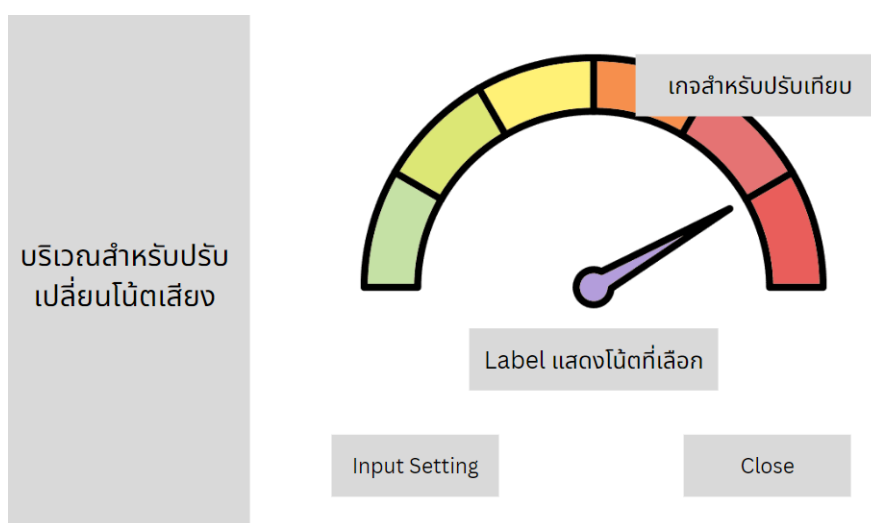 บริเวณสำหรับปรับ
เปลี่ยนโน้ตเสียง
เกจสำหรับปรับเทียบ
Label แสดงโน้ตที่เลือก
Input Setting
Close